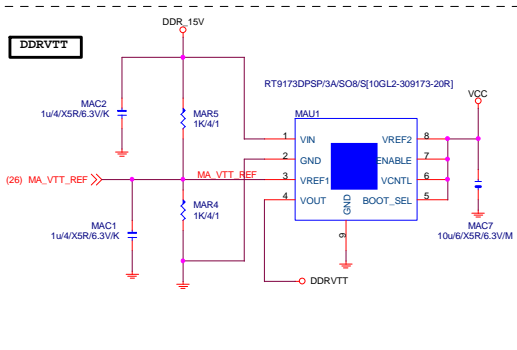 DDR_15V
DDRVTT
RT9173DPSP/3A/SO8/S[10GL2-309173-20R]
VCC
MAC2
1u/4/X5R/6.3V/K
MAR5
1K/4/1
MAU1
1 VIN VREF2 8
2 GND ENABLE 7
(26) MA_VTT_REF MA_VTT_REF 3 VREF1 VCNTL 6
4 VOUT BOOT_SEL 5
GND
9
MAR4
1K/4/1
MAC1
1u/4/X5R/6.3V/K
MAC7
10u/6/X5R/6.3V/M
DDRVTT